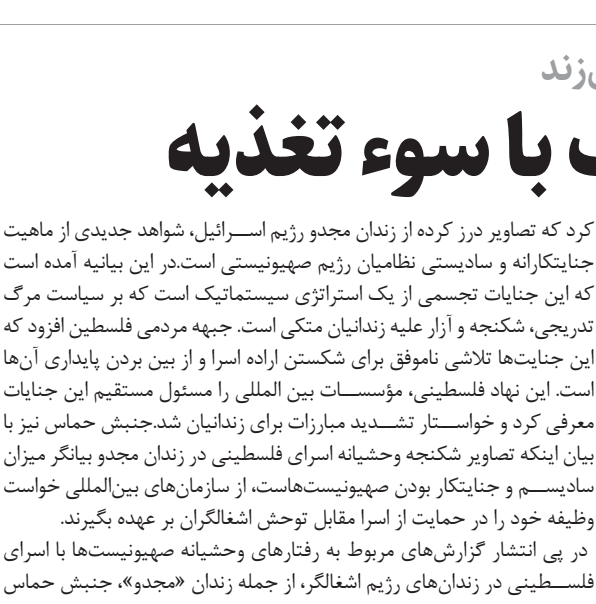 زند
با سوء تغذیه
کرد که تصاویر درز کرده از زندان مجدو رژیم اسرائیل، شواهد جدیدی از ماهیت
جنایتکارانه و سادیستی نظامیان رژیم صهیونیستی است.در این بیانیه آمده است
که این جنایات تجسمی از یک استراتژی سیستماتیک است که بر سیاست مرگ
تدریجی، شکنجه و آزار علیه زندانیان متکی است. جبهه مردمی فلسطین افزود که
این جنایت‌ها تلاشی ناموفق برای شکستن اراده اسرا و از بین بردن پایداری آن‌ها
است. این نهاد فلسطینی، مؤسسات بین المللی را مسئول مستقیم این جنایات
معرفی کرد و خواستار تشدید مبارزات برای زندانیان شد.جنبش حماس نیز با
بیان اینکه تصاویر شکنجه وحشیانه اسرای فلسطینی در زندان مجدو بیانگر میزان
سادیسم و جنایتکار بودن صهیونیست‌هاست، از سازمان‌های بین‌المللی خواست
وظیفه خود را در حمایت از اسرا مقابل توحش اشغالگران بر عهده بگیرند.
در پی انتشار گزارش‌های مربوط به رفتارهای وحشیانه صهیونیست‌ها با اسرای
فلسطینی در زندان‌های رژیم اشغالگر، از جمله زندان «مجدو»، جنبش حماس